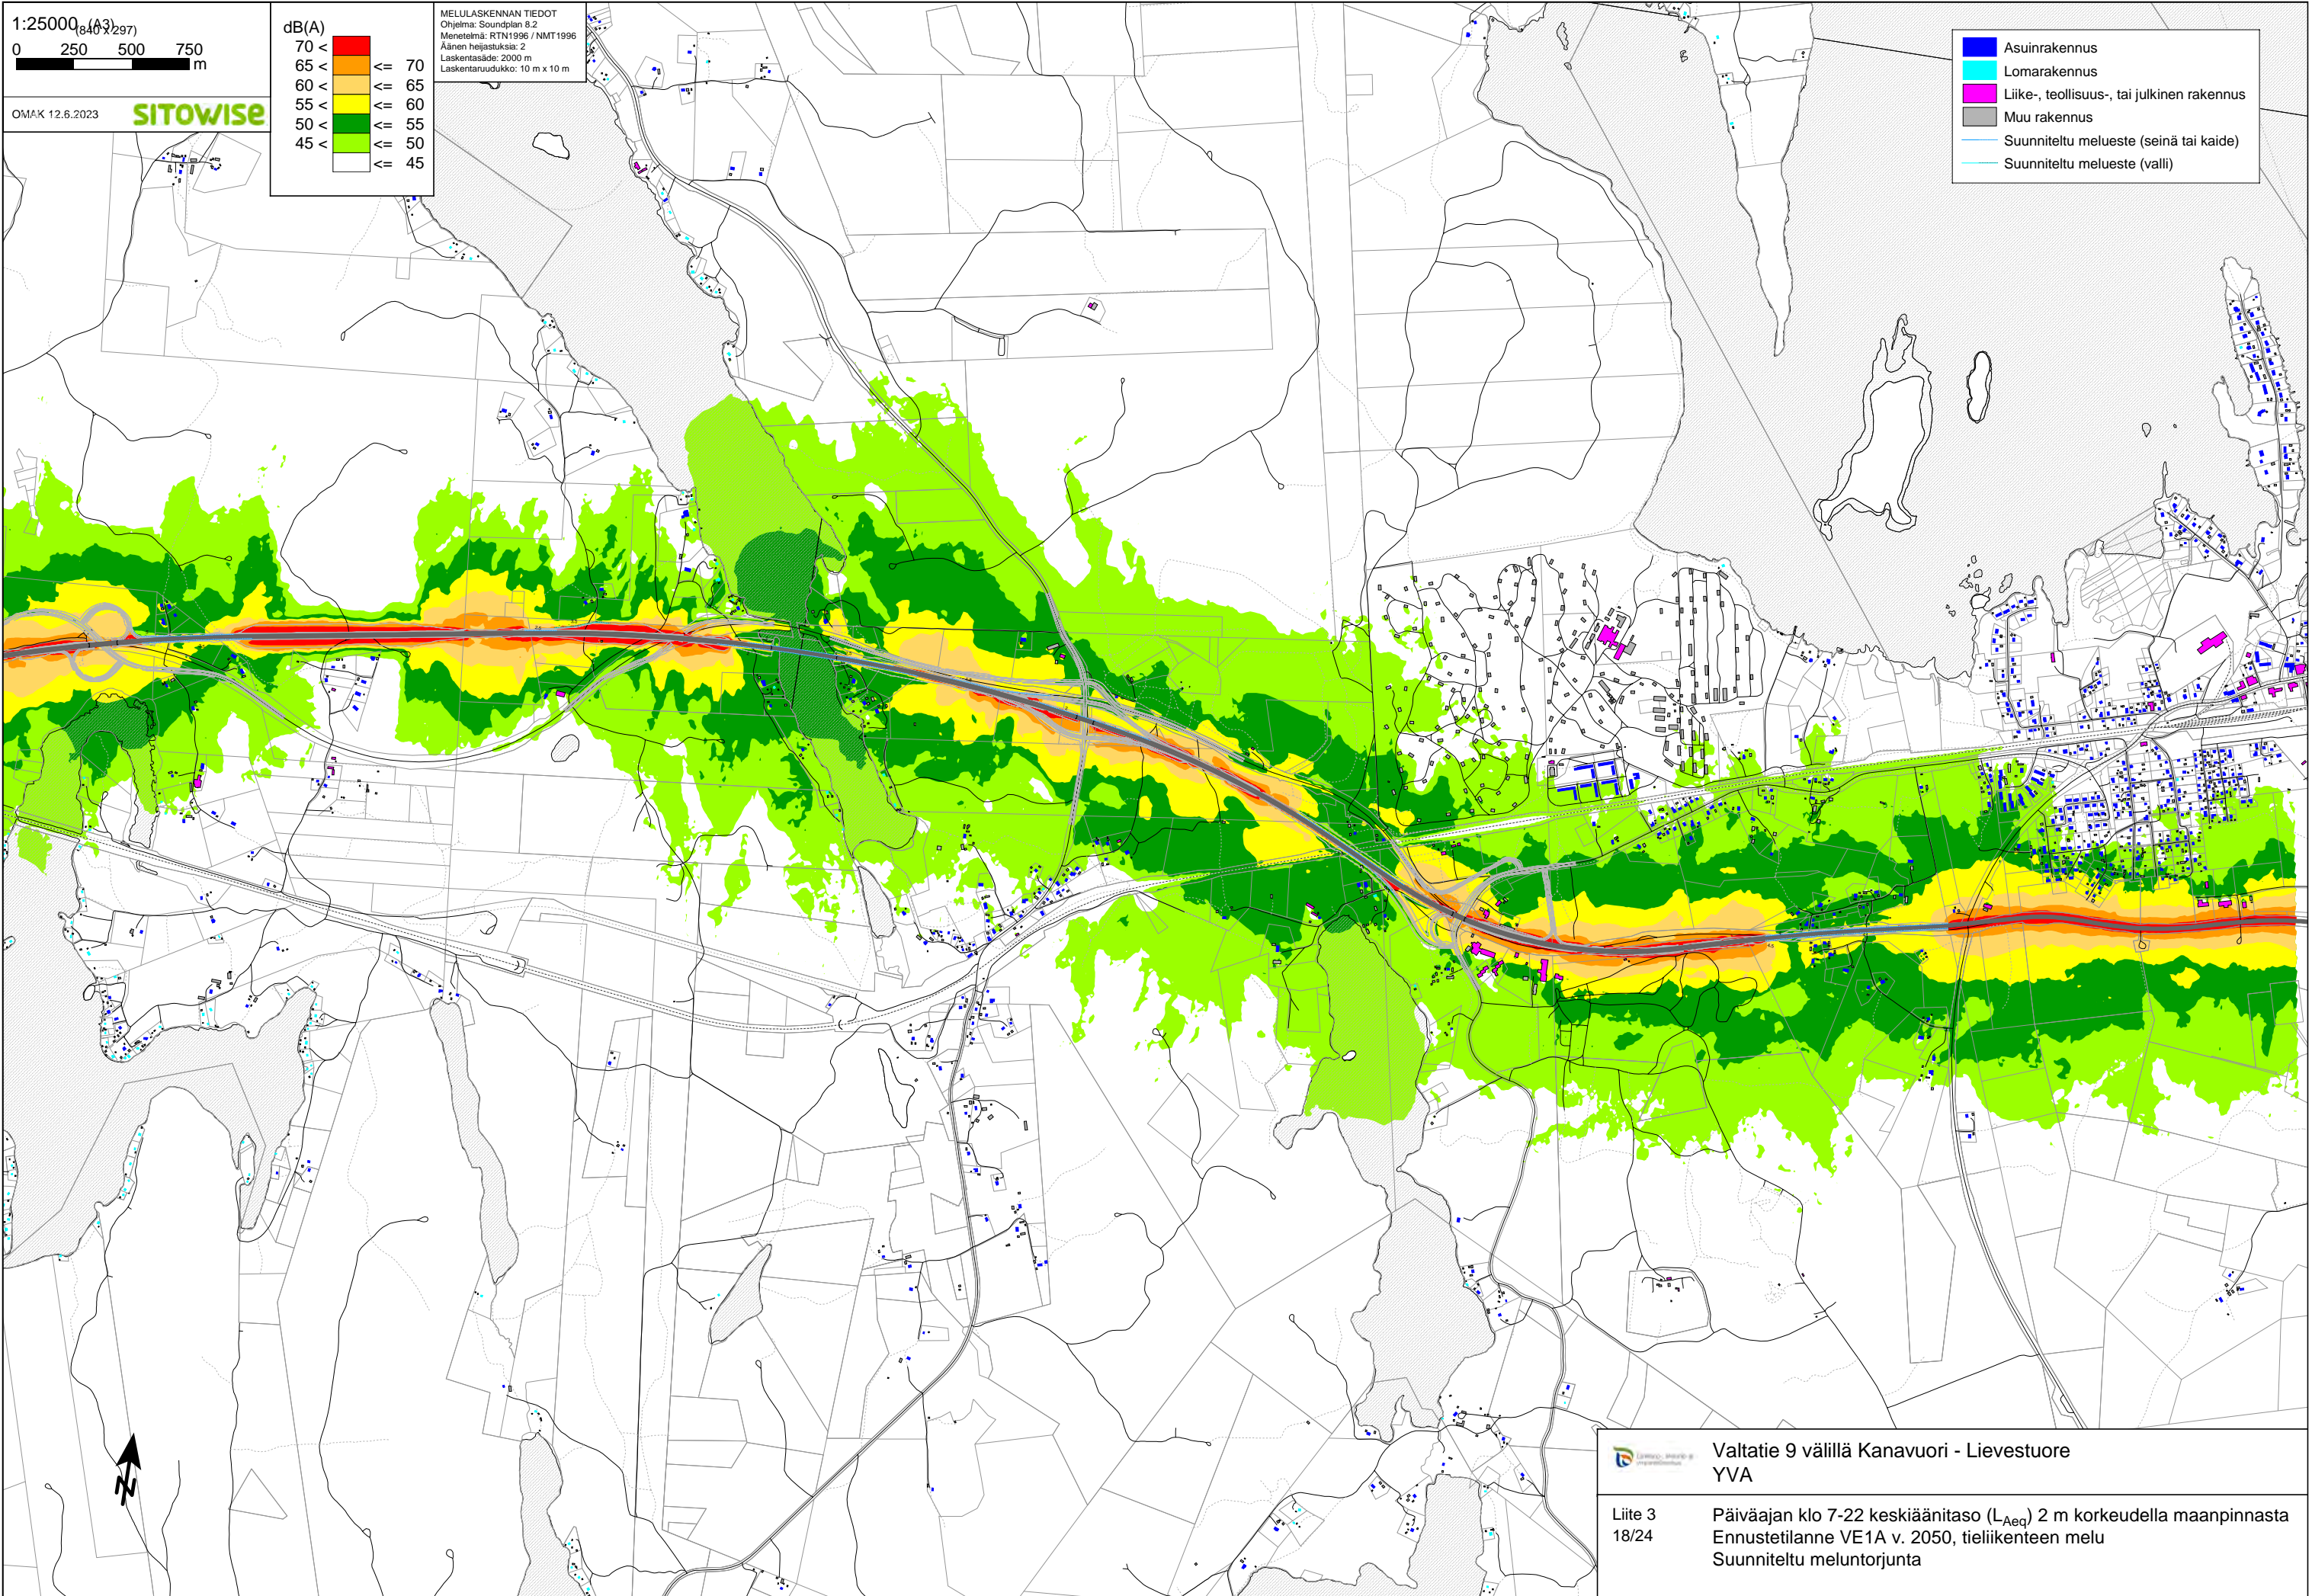 1:25000 (A3)
(840 x 297)
0 250 500 750
m
OMAK 12.6.2023
SITOWISE
dB(A)
70 <
65 < <= 70
60 < <= 65
55 < <= 60
50 < <= 55
45 < <= 50
<= 45
MELULASKENNAN TIEDOT
Ohjelma: Soundplan 8.2
Menetelmä: RTN1996 / NMT1996
Äänen heijastuksia: 2
Laskentasäde: 2000 m
Laskentaruudukko: 10 m x 10 m
Asuinrakennus
Lomarakennus
Liike-, teollisuus-, tai julkinen rakennus
Muu rakennus
Suunniteltu melueste (seinä tai kaide)
Suunniteltu melueste (valli)
N
Valtatie 9 välillä Kanavuori - Lievestuore
YVA
Liite 3
18/24
Päiväajan klo 7-22 keskiäänitaso (LAeq) 2 m korkeudella maanpinnasta
Ennustetilanne VE1A v. 2050, tieliikenteen melu
Suunniteltu meluntorjunta